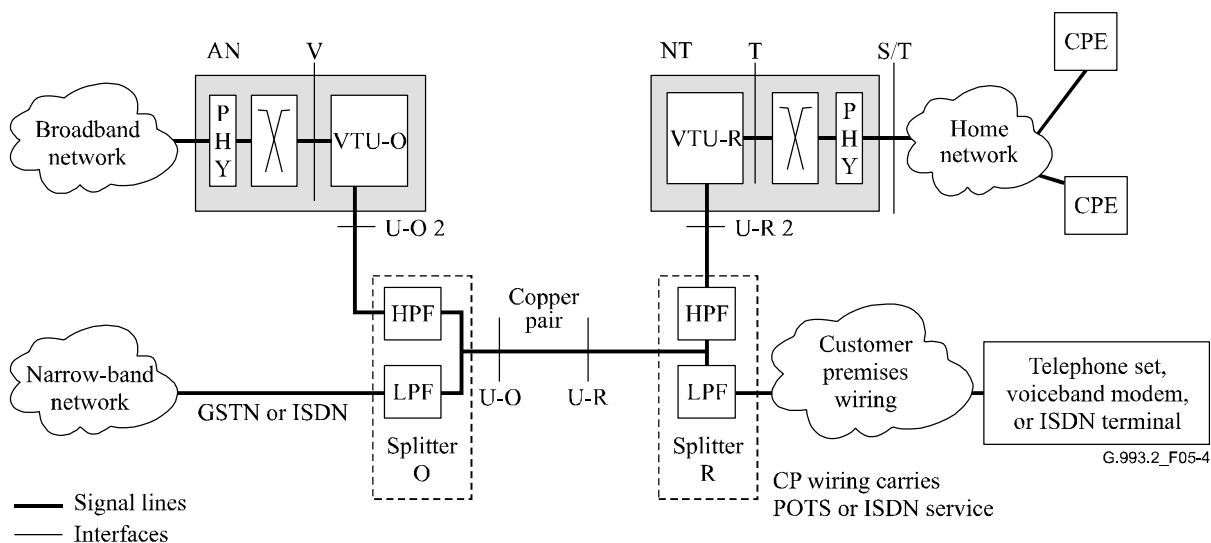 AN
V
NT
T
S/T
CPE
Broadband
network
P
H
Y
VTU-O
VTU-R
P
H
Y
Home
network
CPE
U-O 2
U-R 2
HPF
Copper
pair
HPF
Narrow-band
network
GSTN or ISDN
LPF
U-O
U-R
LPF
Customer
premises
wiring
Telephone set,
voiceband modem,
or ISDN terminal
G.993.2_F05-4
Splitter
O
Splitter
R
CP wiring carries
POTS or ISDN service
Signal lines
Interfaces